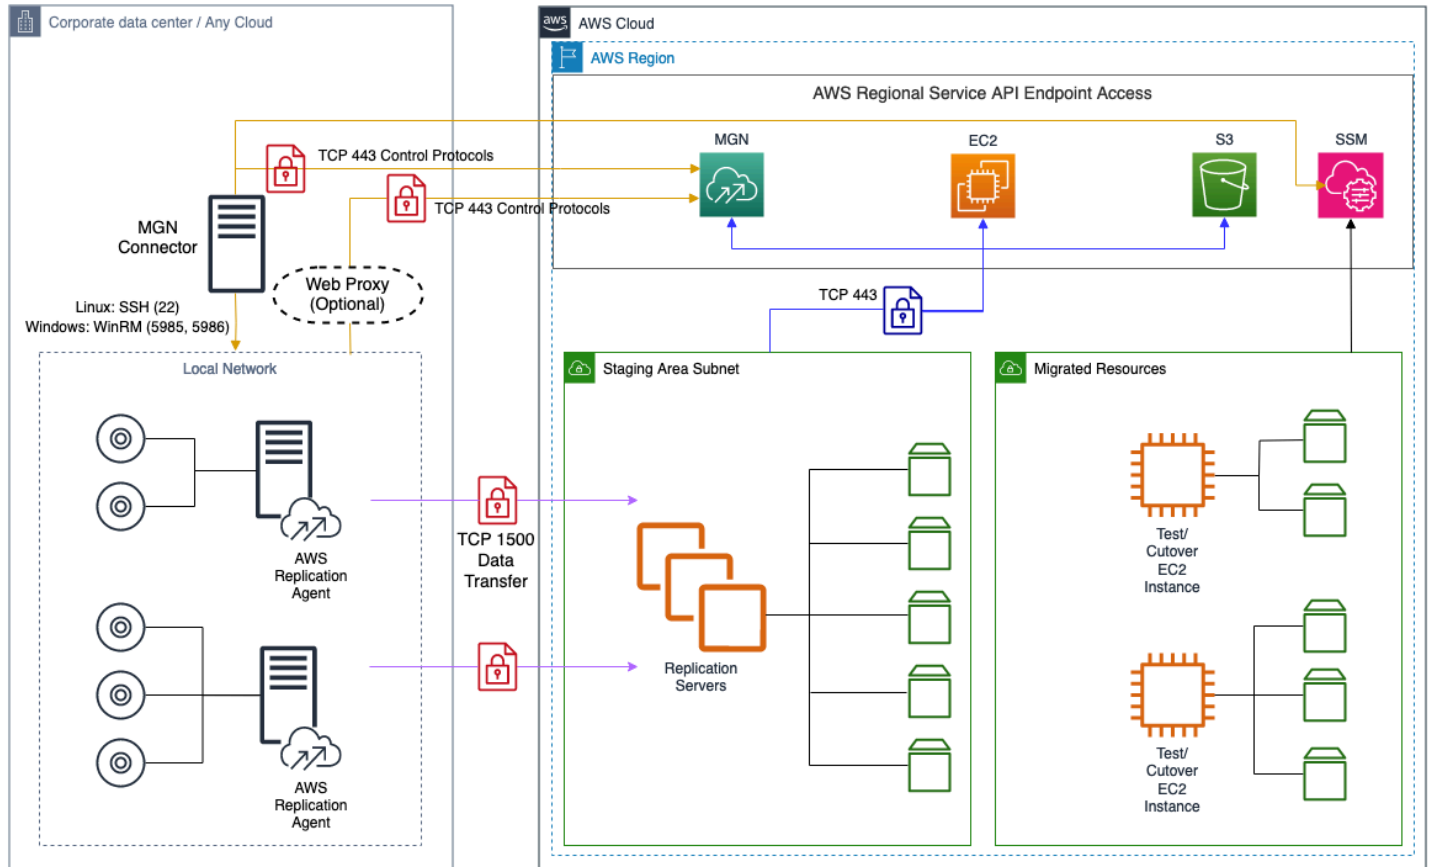 Corporate data center / Any Cloud
aws
AWS Cloud
AWS Region
AWS Regional Service API Endpoint Access
MGN
EC2
S3
SSM
TCP 443 Control Protocols
TCP 443 Control Protocols
MGN
Connector
Web Proxy
(Optional)
Linux: SSH (22)
Windows: WinRM (5985, 5986)
TCP 443
Local Network
Staging Area Subnet
Migrated Resources
AWS
Replication
Agent
TCP 1500
Data
Transfer
Test/
Cutover
EC2
Instance
Replication
Servers
AWS
Replication
Agent
Test/
Cutover
EC2
Instance